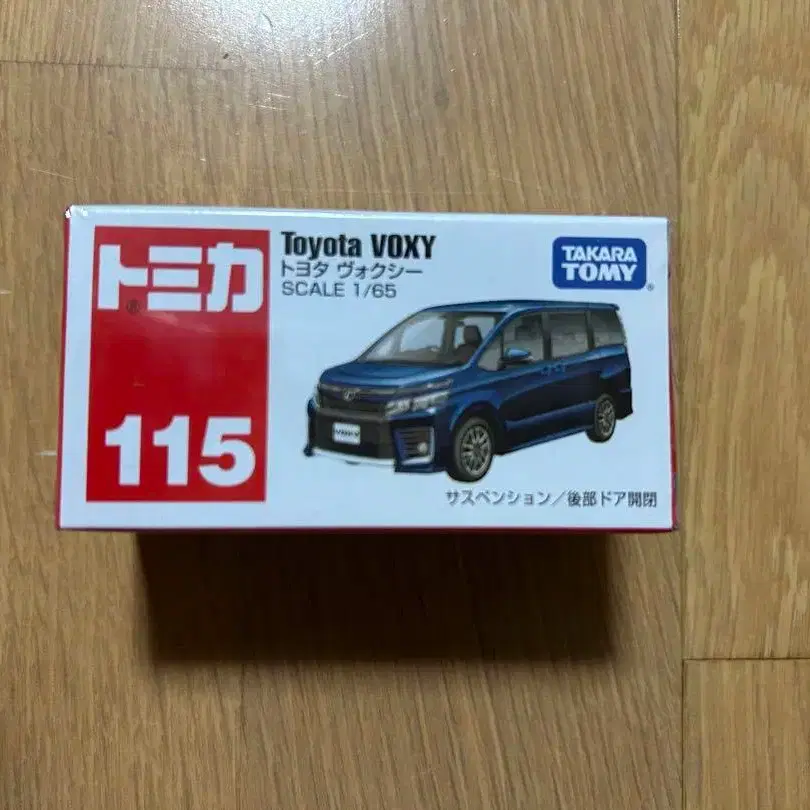 トミカ
®
115
Toyota VOXY
トヨタ ヴォクシー
SCALE 1/65
TAKARA
TOMY
®
VOXY
サスペンション/後部ドア開閉